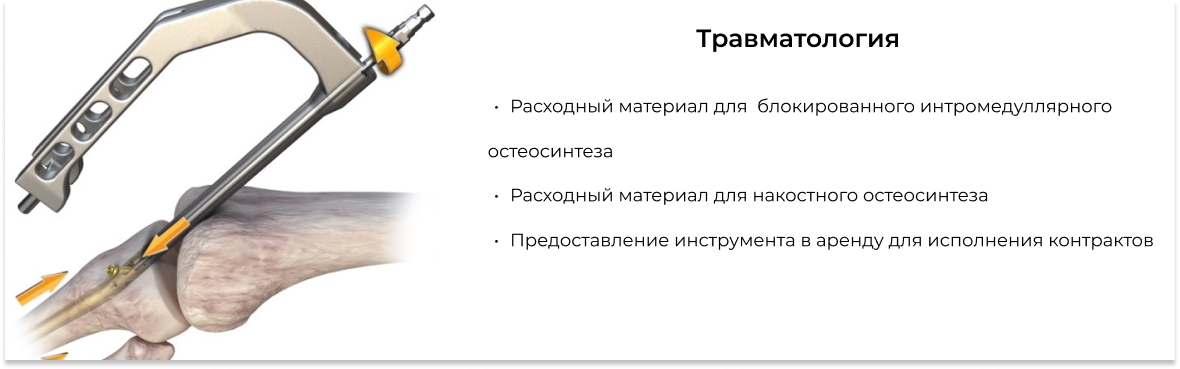 Травматология
• Расходный материал для блокированного интромедуллярного
остеосинтеза
• Расходный материал для накостного остеосинтеза
• Предоставление инструмента в аренду для исполнения контрактов